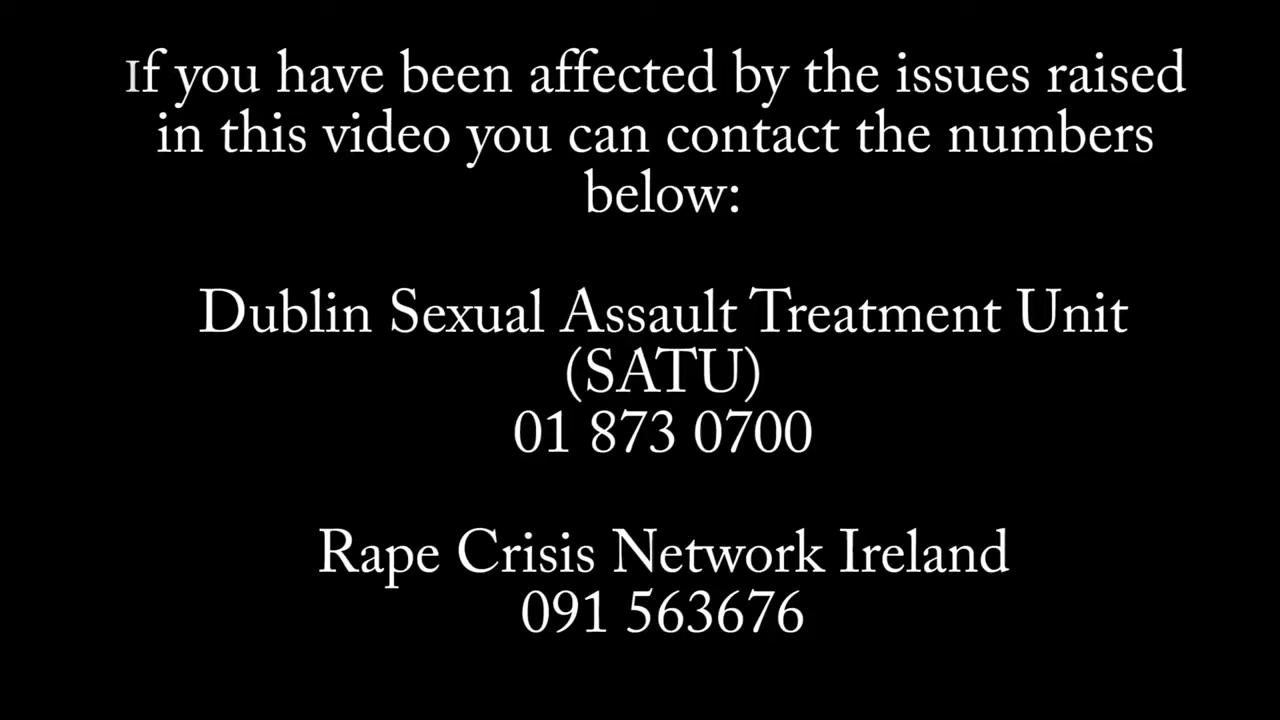 If you have been affected by the issues raised
in this video you can contact the numbers
below:
Dublin Sexual Assault Treatment Unit
(SATU)
01 873 0700
Rape Crisis Network Ireland
091 563676